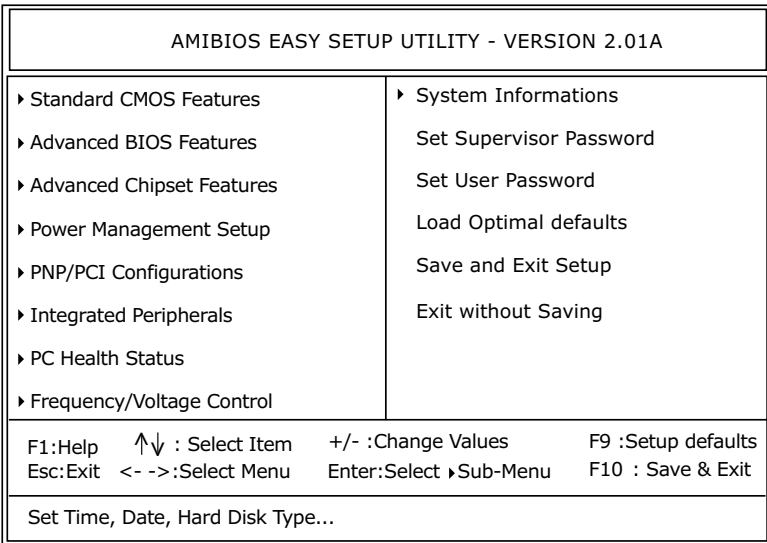 AMIBIOS EASY SETUP UTILITY - VERSION 2.01A
Standard CMOS Features
Advanced BIOS Features
Advanced Chipset Features
Power Management Setup
PNP/PCI Configurations
Integrated Peripherals
PC Health Status
Frequency/Voltage Control
System Informations
Set Supervisor Password
Set User Password
Load Optimal defaults
Save and Exit Setup
Exit without Saving
F1:Help ↑↓ : Select Item +/- :Change Values F9 :Setup defaults
Esc:Exit <- ->:Select Menu Enter:Select ▸Sub-Menu F10 : Save & Exit
Set Time, Date, Hard Disk Type...